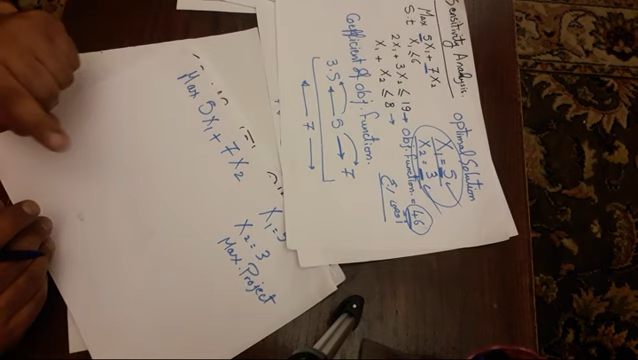 Sensitivity Analysis.
Max 5X₁ + 7X₂
S.t X₁ ≤ 6
2X₁ + 3X₂ ≤ 19 →
X₁ + X₂ ≤ 8 →
optimal Solution
X₁ = 5
X₂ = 3
obj. function = 46
Coefficient of obj. function.
3.5 ← 5 → 7
← 7 →
Max 5X₁ + 7X₂
X₁ = 5
X₂ = 3
Max. Project